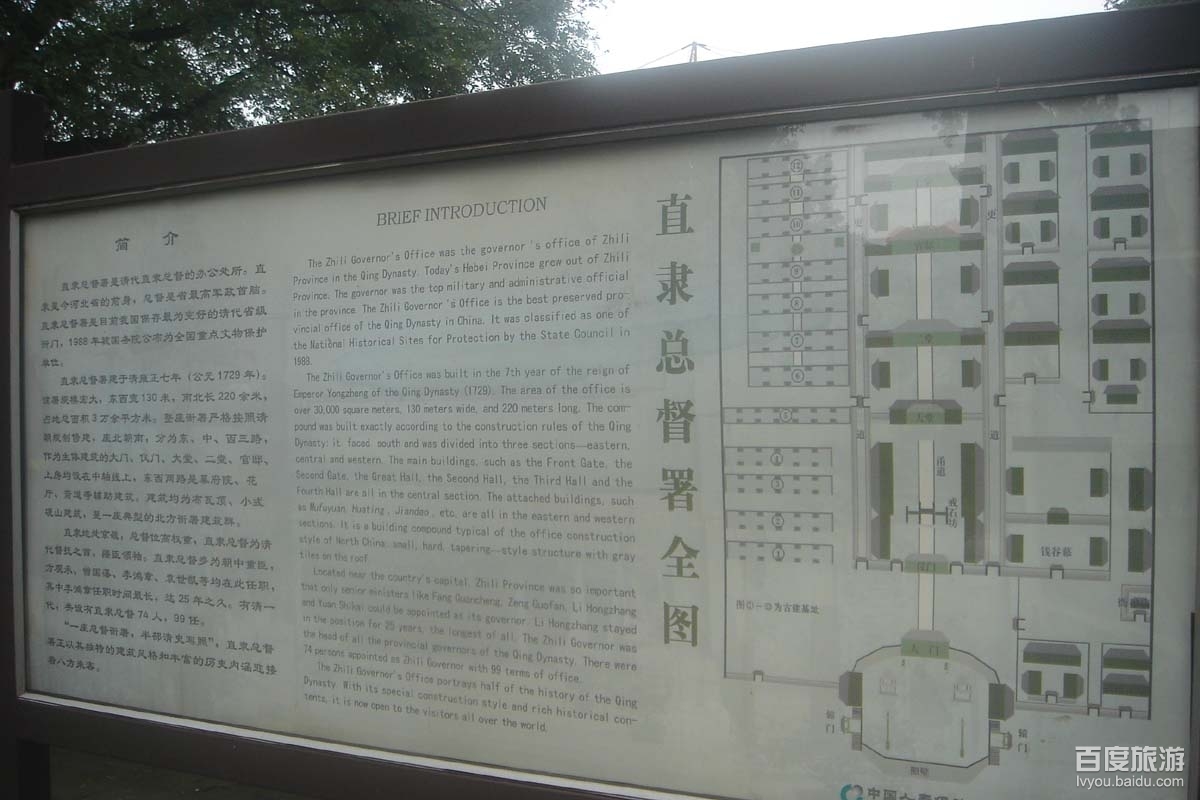 简 介
直隶总督署是清代直隶总督的办公处所。直
隶是今河北省的前身，总督是省最高军政首脑。
直隶总督署是目前我国保存最为完好的清代省级
衙门，1988年被国务院公布为全国重点文物保护
单位。
直隶总督署建于清雍正七年（公元1729年）。
该署规模宏大，东西宽130米，南北长220余米，
占地总面积3万余平方米。整座衙署严格按照清
朝规制修建，座北朝南，分为东、中、西三路，
作为主体建筑的大门、仪门、大堂、二堂、官邸、
上房均设在中轴线上，东西两路是幕府院、花
厅、箭道等辅助建筑。建筑均为布瓦顶、小式
硬山建筑，是一座典型的北方衙署建筑群。
直隶地处京畿，总督位高权重，直隶总督为清
代督抚之首，疆臣领袖。直隶总督多为朝中重臣，
方观承、曾国藩、李鸿章、袁世凯等均在此任职，
其中李鸿章任职时间最长，达25年之久。有清一
代，共设有直隶总督74人，99任。
“一座总督衙署，半部清史写照”，直隶总督
署正以其独特的建筑风格和丰富的历史内涵迎接
着八方来客。
BRIEF INTRODUCTION
The Zhili Governor's Office was the governor 's office of Zhili
Province in the Qing Dynasty. Today's Hebei Province grew out of Zhili
Province. The governor was the top military and administrative official
in the province. The Zhili Governor 's Office is the best preserved pro-
vincial office of the Qing Dynasty in China. It was classified as one of
the National Historical Sites for Protection by the State Council in
1988.
The Zhili Governor's Office was built in the 7th year of the reign of
Emperor Yongzheng of the Qing Dynasty (1729). The area of the office is
over 30,000 square meters, 130 meters wide, and 220 meters long. The com-
pound was built exactly according to the construction rules of the Qing
Dynasty: it faced south and was divided into three sections—eastern,
central and western. The main buildings, such as the Front Gate, the
Second Gate, the Great Hall, the Second Hall, the Third Hall and the
Fourth Hall are all in the central section. The attached buildings, such
as Mufuyuan, Huating, Jiandao, etc, are all in the eastern and western
sections. It is a building compound typical of the office construction
style of North China: small, hard, tapering—style structure with gray
tiles on the roof.
Located near the country's capital, Zhili Province was so important
that only senior ministers like Fang Guancheng, Zeng Guofan, Li Hongzhang
and Yuan Shikai could be appointed as its governor. Li Hongzhang stayed
in the position for 25 years, the longest of all. The Zhili Governor was
the head of all the provincial governors of the Qing Dynasty. There were
74 persons appointed as Zhili Governor with 99 terms of office.
The Zhili Governor's Office portrays half of the history of the Qing
Dynasty. With its special construction style and rich historical con-
tents, it is now open to the visitors all over the world.
直隶总督署全图
⑫
⑪
⑩
⑨
⑧
⑦
⑥
⑤
④
③
②
①
图①—⑫为古建基址
更
道
更
道
官邸
二堂
大堂
甬道
戒石坊
仪门
钱谷幕
大门
辕门
辕门
照壁
百度旅游
lvyou.baidu.com